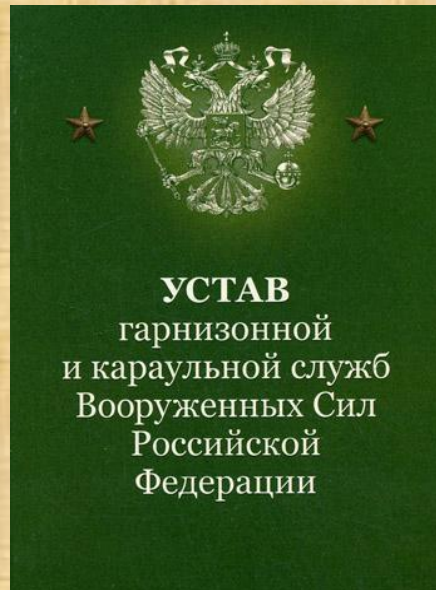 УСТАВ
гарнизонной
и караульной служб
Вооруженных Сил
Российской
Федерации